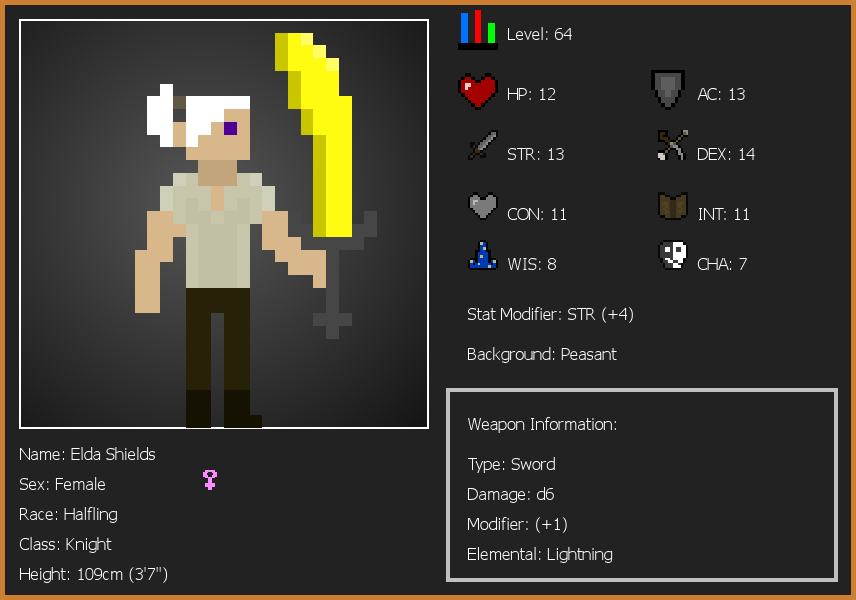 Level: 64
HP: 12
AC: 13
STR: 13
DEX: 14
CON: 11
INT: 11
WIS: 8
CHA: 7
Stat Modifier: STR (+4)
Background: Peasant
Weapon Information:
Type: Sword
Damage: d6
Modifier: (+1)
Elemental: Lightning
Name: Elda Shields
Sex: Female
Race: Halfling
Class: Knight
Height: 109cm (3'7")